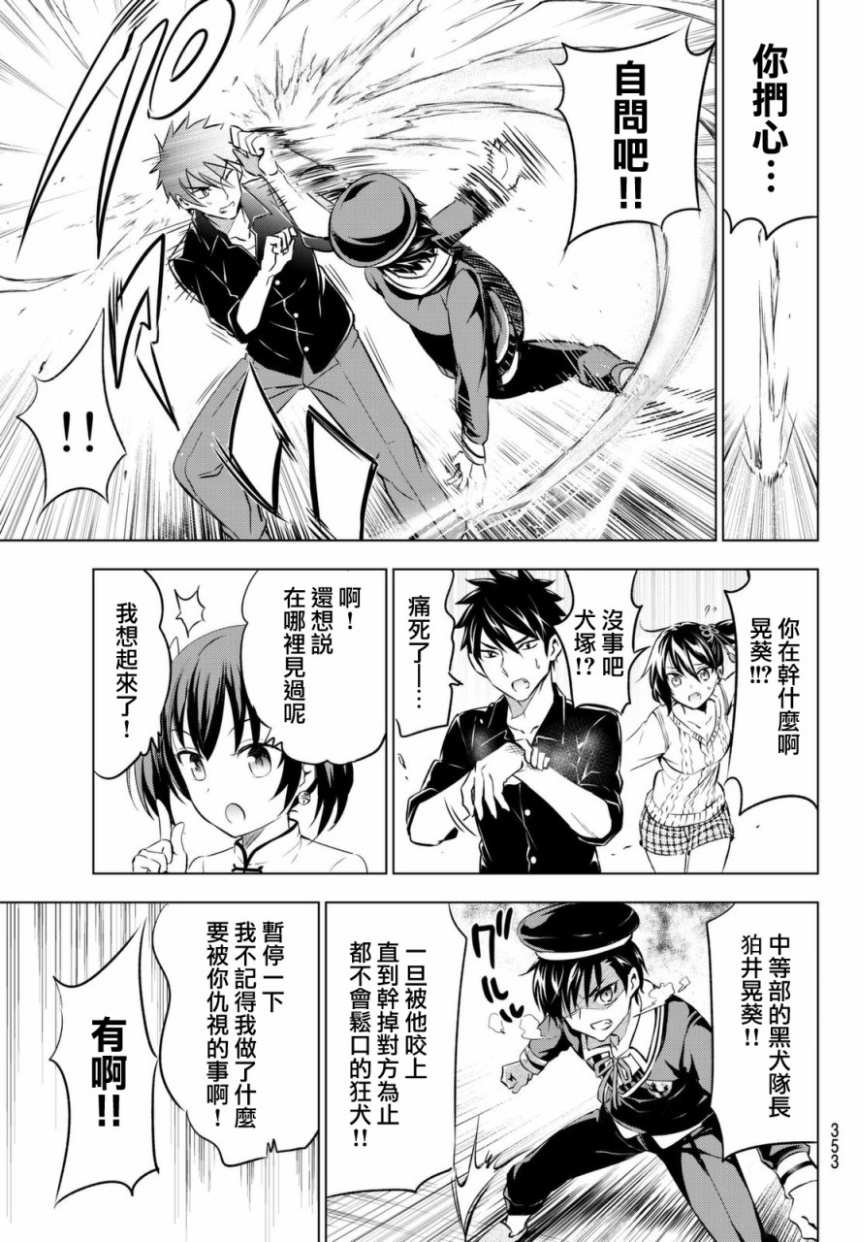 你捫心…
自問吧!!
!!
你在幹什麼啊
晃葵!!?
沒事吧
犬塚!?
痛死了——…
啊！
還想說
在哪裡見過呢
我想起來了！
中等部的黑犬隊長
狛井晃葵!!
一旦被他咬上
直到幹掉對方為止
都不會鬆口的狂犬!!
暫停一下
我不記得我做了什麼
要被你仇視的事啊！
有啊!!
353